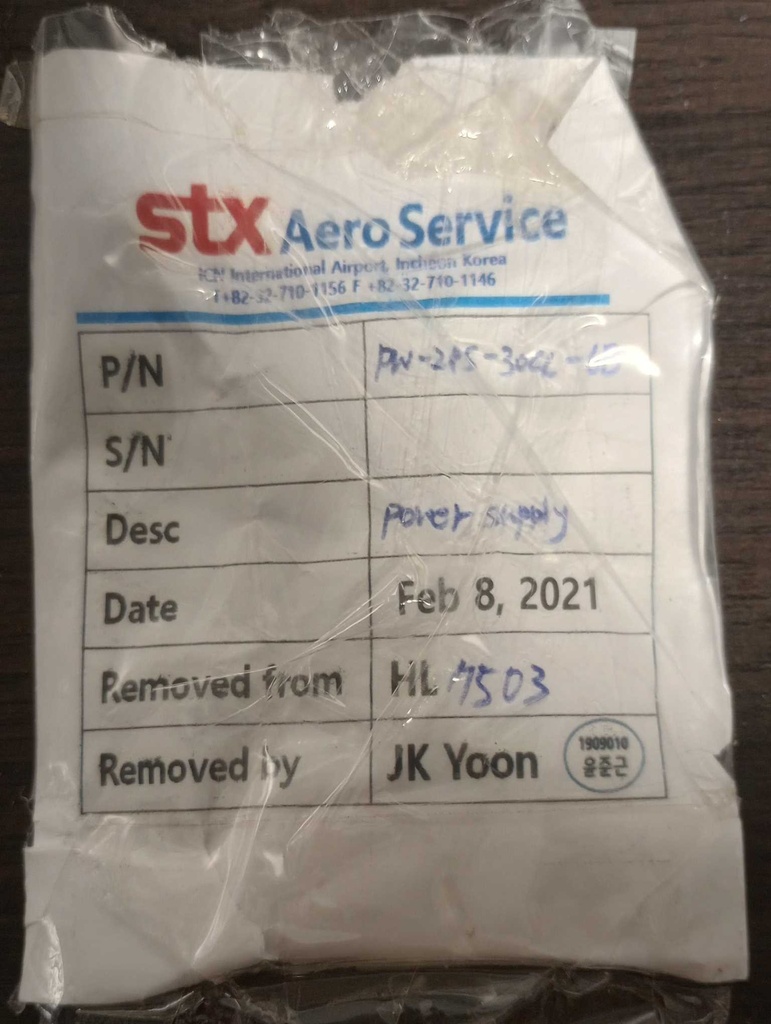 stx Aero Service
ICN International Airport, Incheon Korea
T +82-32-710-1156 F +82-32-710-1146
P/N
S/N
Desc power supply
Date Feb 8, 2021
Removed from HL 7503
Removed by JK Yoon 1909010
윤준근